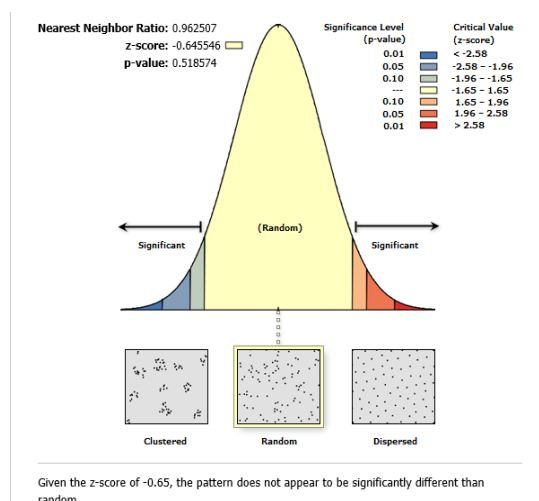 Nearest Neighbor Ratio: 0.962507
z-score: -0.645546
p-value: 0.518574
Significance Level
(p-value)
Critical Value
(z-score)
0.01 < -2.58
0.05 -2.58 – -1.96
0.10 -1.96 – -1.65
--- -1.65 – 1.65
0.10 1.65 – 1.96
0.05 1.96 – 2.58
0.01 > 2.58
(Random)
Significant
Significant
Clustered
Random
Dispersed
Given the z-score of -0.65, the pattern does not appear to be significantly different than
random